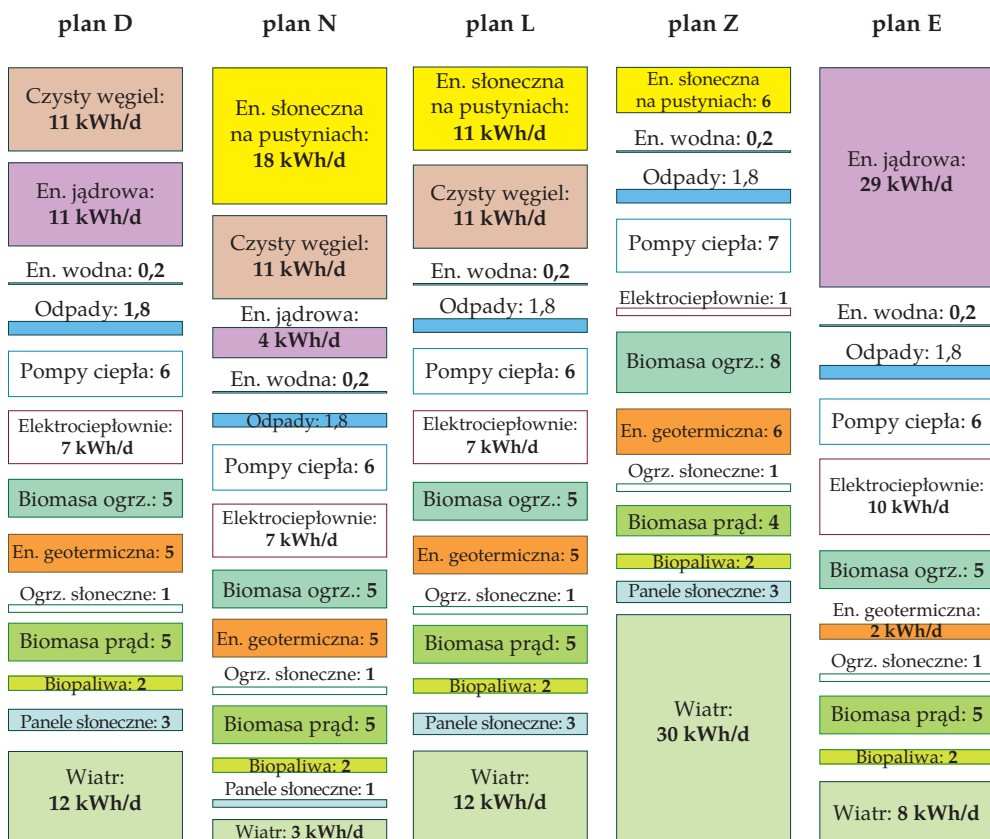 plan D
Czysty węgiel:
11 kWh/d
En. jądrowa:
11 kWh/d
En. wodna: 0,2
Odpady: 1,8
Pompy ciepła: 6
Elektrociepłownie:
7 kWh/d
Biomasa ogrz.: 5
En. geotermiczna: 5
Ogrz. słoneczne: 1
Biomasa prąd: 5
Biopaliwa: 2
Panele słoneczne: 3
Wiatr:
12 kWh/d
plan N
En. słoneczna
na pustyniach:
18 kWh/d
Czysty węgiel:
11 kWh/d
En. jądrowa:
4 kWh/d
En. wodna: 0,2
Odpady: 1,8
Pompy ciepła: 6
Elektrociepłownie:
7 kWh/d
Biomasa ogrz.: 5
En. geotermiczna: 5
Ogrz. słoneczne: 1
Biomasa prąd: 5
Biopaliwa: 2
Panele słoneczne: 1
Wiatr: 3 kWh/d
plan L
En. słoneczna
na pustyniach:
11 kWh/d
Czysty węgiel:
11 kWh/d
En. wodna: 0,2
Odpady: 1,8
Pompy ciepła: 6
Elektrociepłownie:
7 kWh/d
Biomasa ogrz.: 5
En. geotermiczna: 5
Ogrz. słoneczne: 1
Biomasa prąd: 5
Biopaliwa: 2
Panele słoneczne: 3
Wiatr:
12 kWh/d
plan Z
En. słoneczna
na pustyniach: 6
En. wodna: 0,2
Odpady: 1,8
Pompy ciepła: 7
Elektrociepłownie: 1
Biomasa ogrz.: 8
En. geotermiczna: 6
Ogrz. słoneczne: 1
Biomasa prąd: 4
Biopaliwa: 2
Panele słoneczne: 3
Wiatr:
30 kWh/d
plan E
En. jądrowa:
29 kWh/d
En. wodna: 0,2
Odpady: 1,8
Pompy ciepła: 6
Elektrociepłownie:
10 kWh/d
Biomasa ogrz.: 5
En. geotermiczna:
2 kWh/d
Ogrz. słoneczne: 1
Biomasa prąd: 5
Biopaliwa: 2
Wiatr: 8 kWh/d